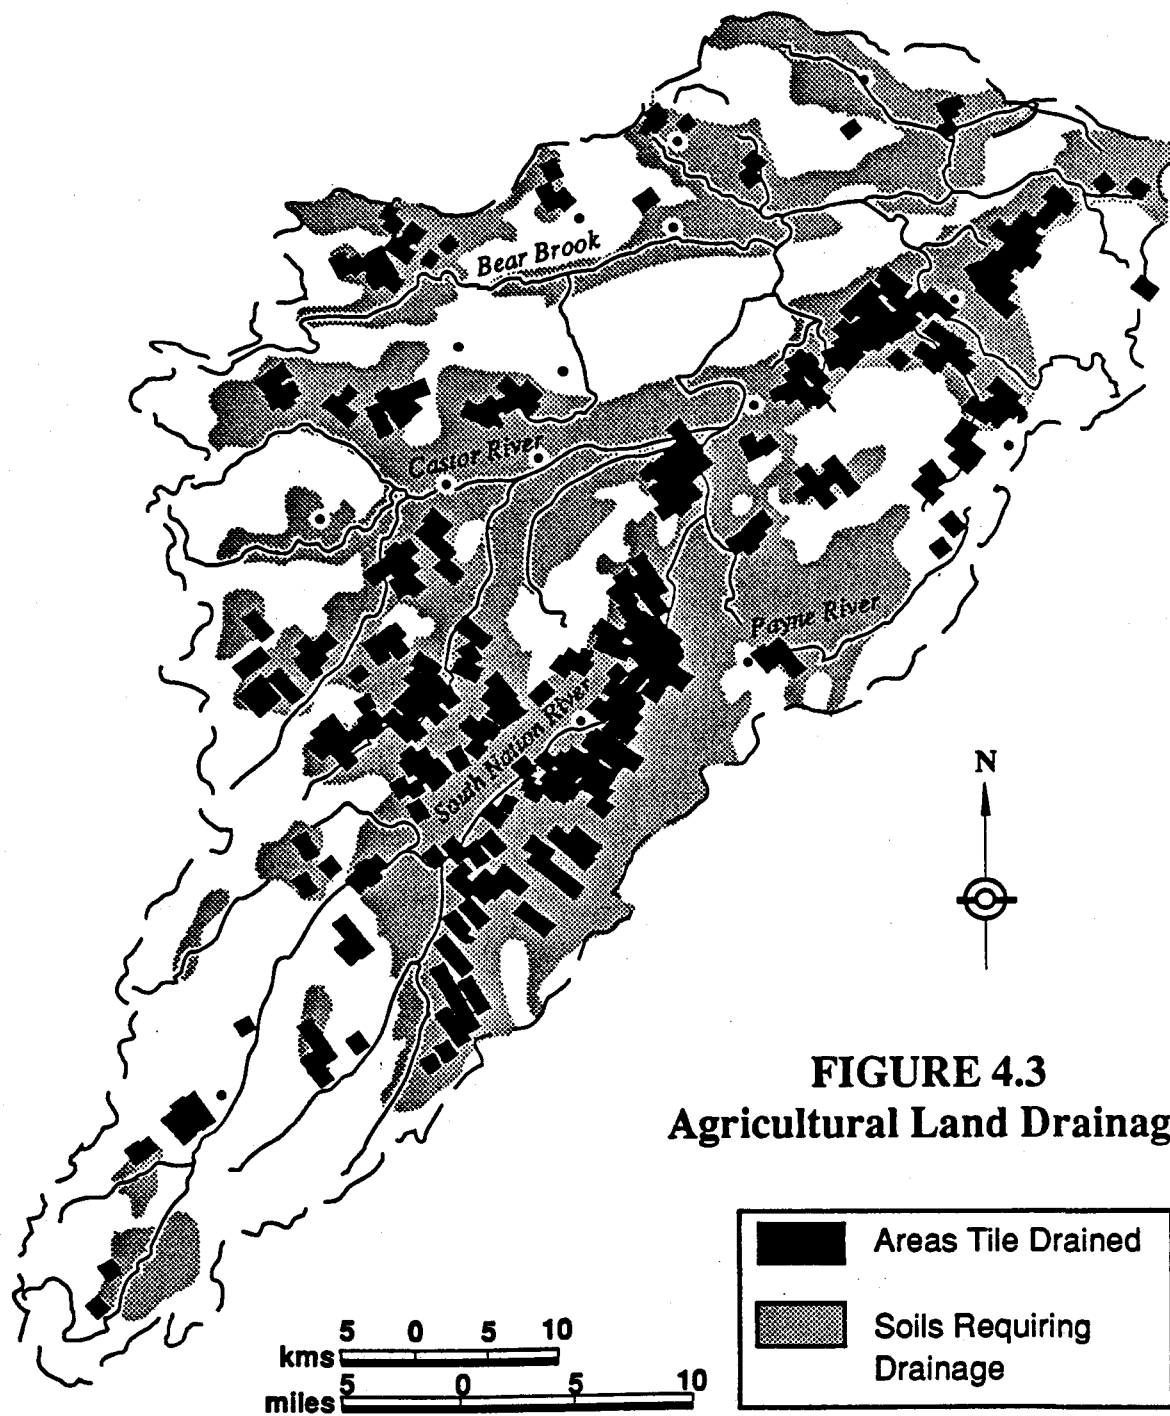 Bear Brook
Castor River
Payne River
South Nation River
N
FIGURE 4.3
Agricultural Land Drainag
Areas Tile Drained
Soils Requiring
Drainage
5 0 5 10
kms
miles
5 0 5 10